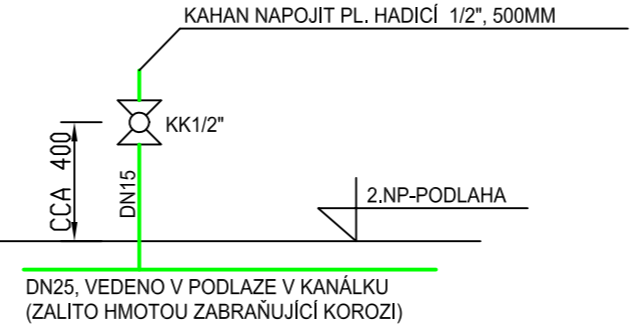 KAHAN NAPOJIT PL. HADICÍ 1/2", 500MM
KK1/2"
CCA 400
DN15
2.NP-PODLAHA
DN25, VEDENO V PODLAZE V KANÁLKU
(ZALITO HMOTOU ZABRAŇUJÍCÍ KOROZI)